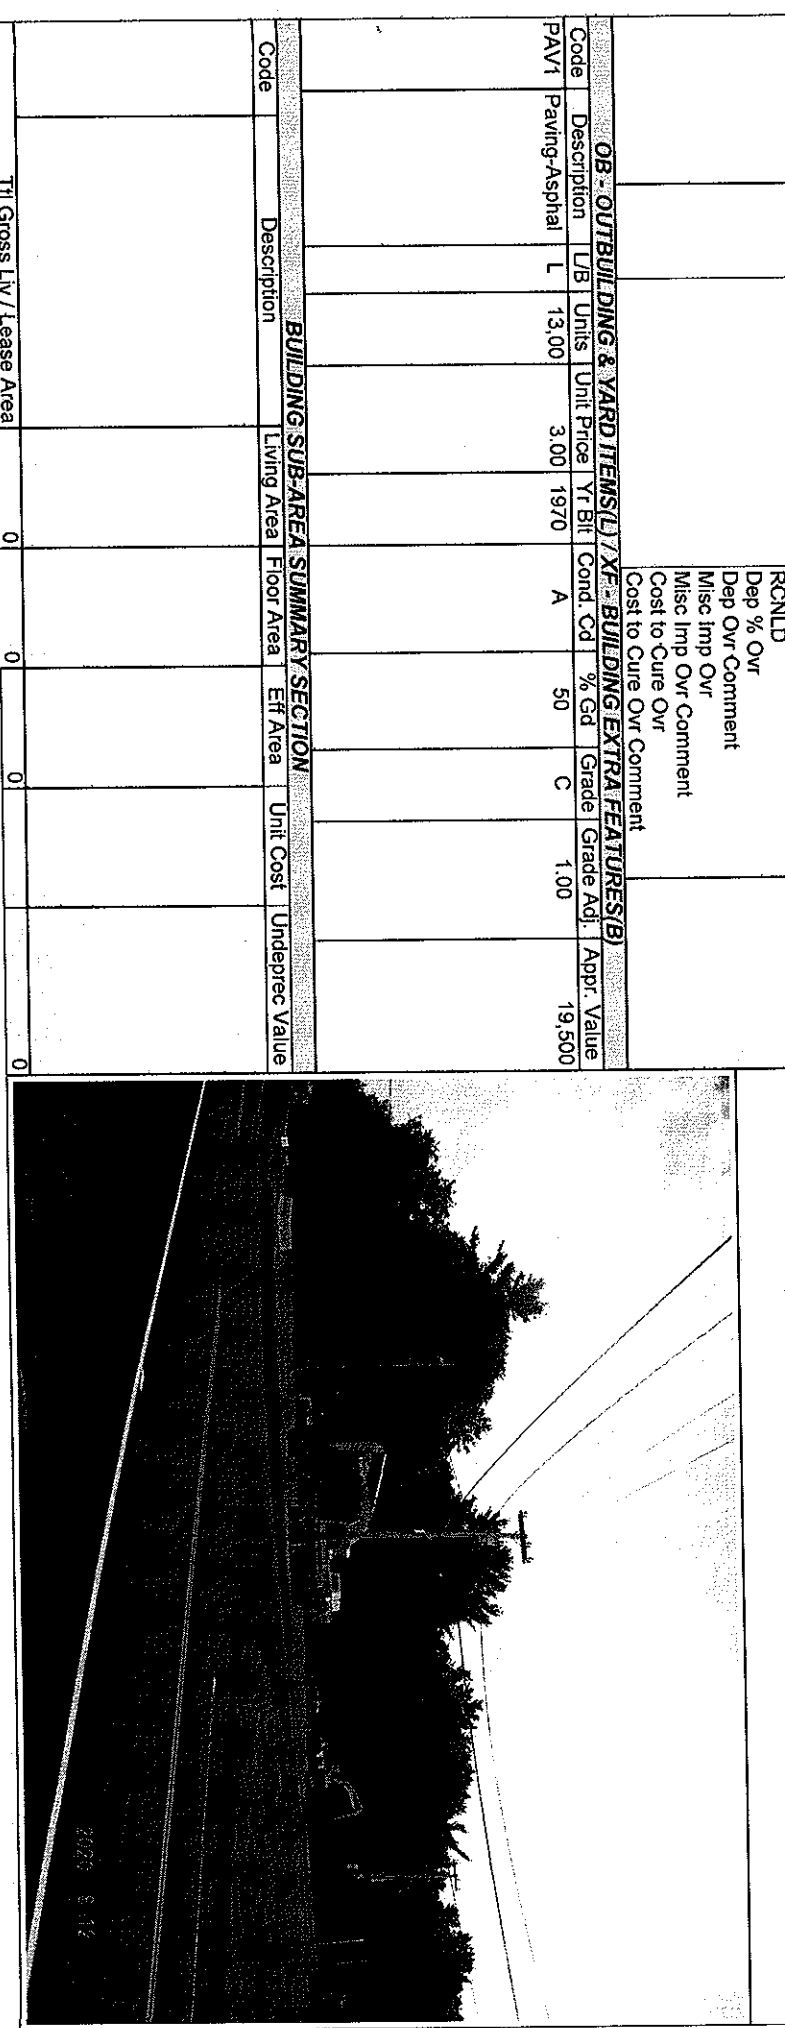 RCNLD
Dep % Ovr
Dep Ovr Comment
Misc Imp Ovr
Misc Imp Ovr Comment
Cost to Cure Ovr
Cost to Cure Ovr Comment
OB - OUTBUILDING & YARD ITEMS(L) / XF - BUILDING EXTRA FEATURES(B)
Code Description L/B Units Unit Price Yr Blt Cond. Cd % Gd Grade Grade Adj. Appr. Value
PAV1 Paving-Asphal L 13,00 3.00 1970 A 50 C 1.00 19,500
BUILDING SUB-AREA SUMMARY SECTION
Code Description Living Area Floor Area Eff Area Unit Cost Undeprec Value
Ttl Gross Liv / Lease Area 0 0 0 0